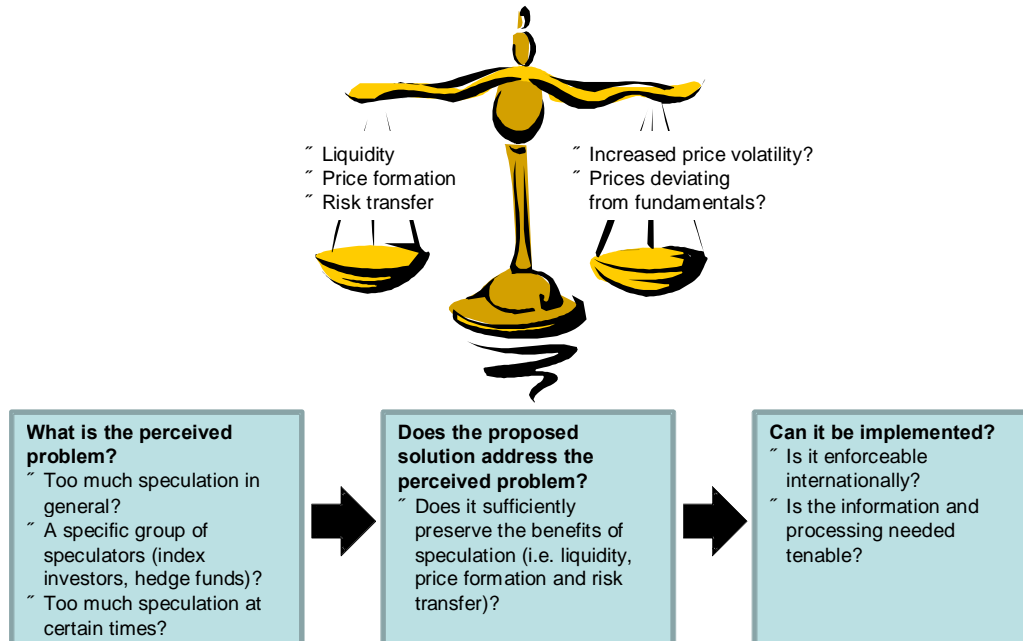 ˝ Liquidity
˝ Price formation
˝ Risk transfer
˝ Increased price volatility?
˝ Prices deviating
from fundamentals?
What is the perceived
problem?
˝ Too much speculation in
general?
˝ A specific group of
speculators (index
investors, hedge funds)?
˝ Too much speculation at
certain times?
Does the proposed
solution address the
perceived problem?
˝ Does it sufficiently
preserve the benefits of
speculation (i.e. liquidity,
price formation and risk
transfer)?
Can it be implemented?
˝ Is it enforceable
internationally?
˝ Is the information and
processing needed
tenable?